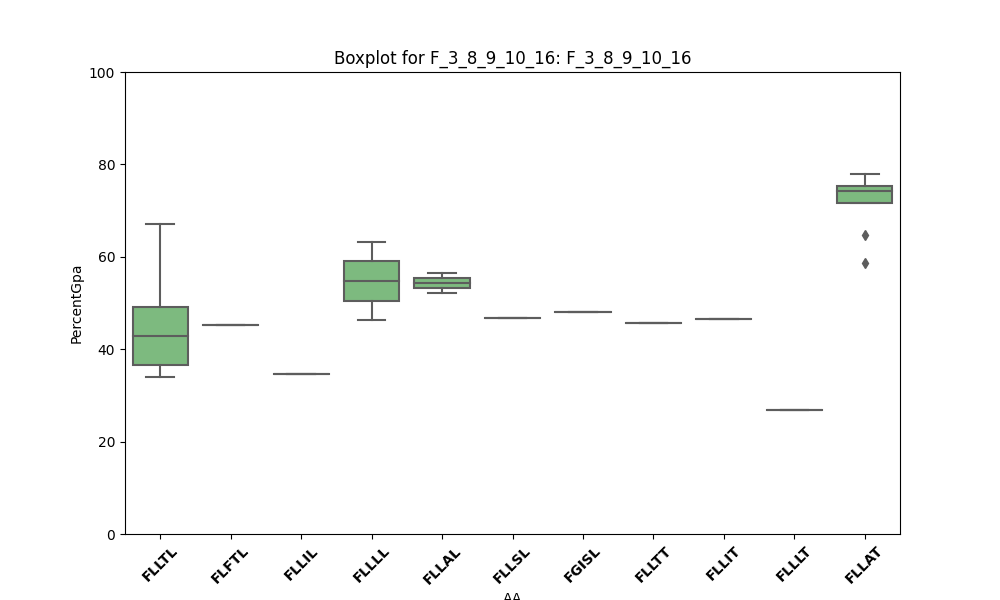 Boxplot for F_3_8_9_10_16: F_3_8_9_10_16
100
80
60
40
20
0
PercentGpa
FLLTL
FLFTL
FLLIL
FLLLL
FLLAL
FLLSL
FGISL
FLLTT
FLLIT
FLLLT
FLLAT
AA